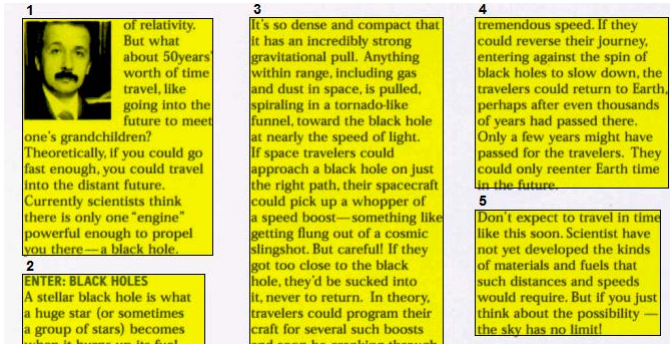 1
of relativity.
But what
about 50years'
worth of time
travel, like
going into the
future to meet
one's grandchildren?
Theoretically, if you could go
fast enough, you could travel
into the distant future.
Currently scientists think
there is only one "engine"
powerful enough to propel
you there — a black hole.
2
ENTER: BLACK HOLES
A stellar black hole is what
a huge star (or sometimes
a group of stars) becomes
when it burns up its fuel
3
It's so dense and compact that
it has an incredibly strong
gravitational pull. Anything
within range, including gas
and dust in space, is pulled,
spiraling in a tornado-like
funnel, toward the black hole
at nearly the speed of light.
If space travelers could
approach a black hole on just
the right path, their spacecraft
could pick up a whopper of
a speed boost—something like
getting flung out of a cosmic
slingshot. But careful! If they
got too close to the black
hole, they'd be sucked into
it, never to return. In theory,
travelers could program their
craft for several such boosts
and soon be cranking through
4
tremendous speed. If they
could reverse their journey,
entering against the spin of
black holes to slow down, the
travelers could return to Earth,
perhaps after even thousands
of years had passed there.
Only a few years might have
passed for the travelers. They
could only reenter Earth time
in the future.
5
Don't expect to travel in time
like this soon. Scientist have
not yet developed the kinds
of materials and fuels that
such distances and speeds
would require. But if you just
think about the possibility —
the sky has no limit!